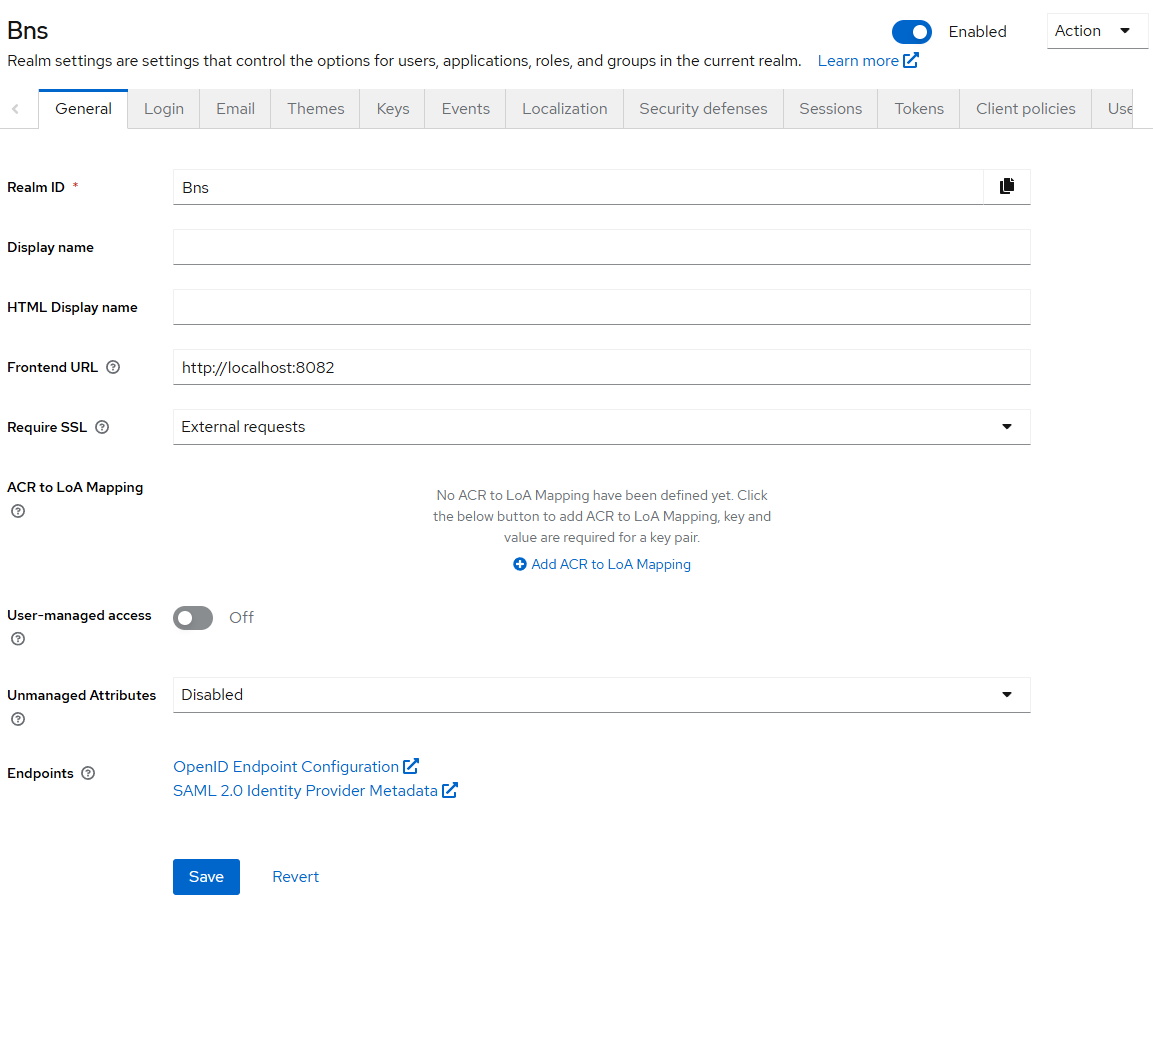 Bns
Enabled
Action
Realm settings are settings that control the options for users, applications, roles, and groups in the current realm. Learn more
General Login Email Themes Keys Events Localization Security defenses Sessions Tokens Client policies Use
Realm ID *
Bns
Display name
HTML Display name
Frontend URL
http://localhost:8082
Require SSL
External requests
ACR to LoA Mapping
No ACR to LoA Mapping have been defined yet. Click
the below button to add ACR to LoA Mapping, key and
value are required for a key pair.
Add ACR to LoA Mapping
User-managed access
Off
Unmanaged Attributes
Disabled
Endpoints
OpenID Endpoint Configuration
SAML 2.0 Identity Provider Metadata
Save Revert